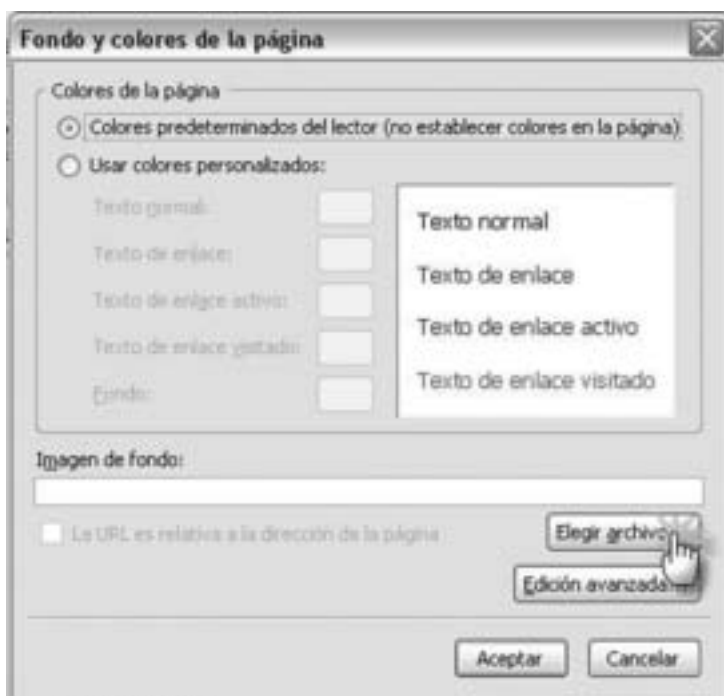 Fondo y colores de la página
Colores de la página
Colores predeterminados del lector (no establecer colores en la página)
Usar colores personalizados:
Texto normal:
Texto de enlace:
Texto de enlace activo:
Texto de enlace visitado:
Fondo:
Texto normal
Texto de enlace
Texto de enlace activo
Texto de enlace visitado
Imagen de fondo:
La URL es relativa a la dirección de la página
Elegir archivo
Edición avanzada...
Aceptar
Cancelar